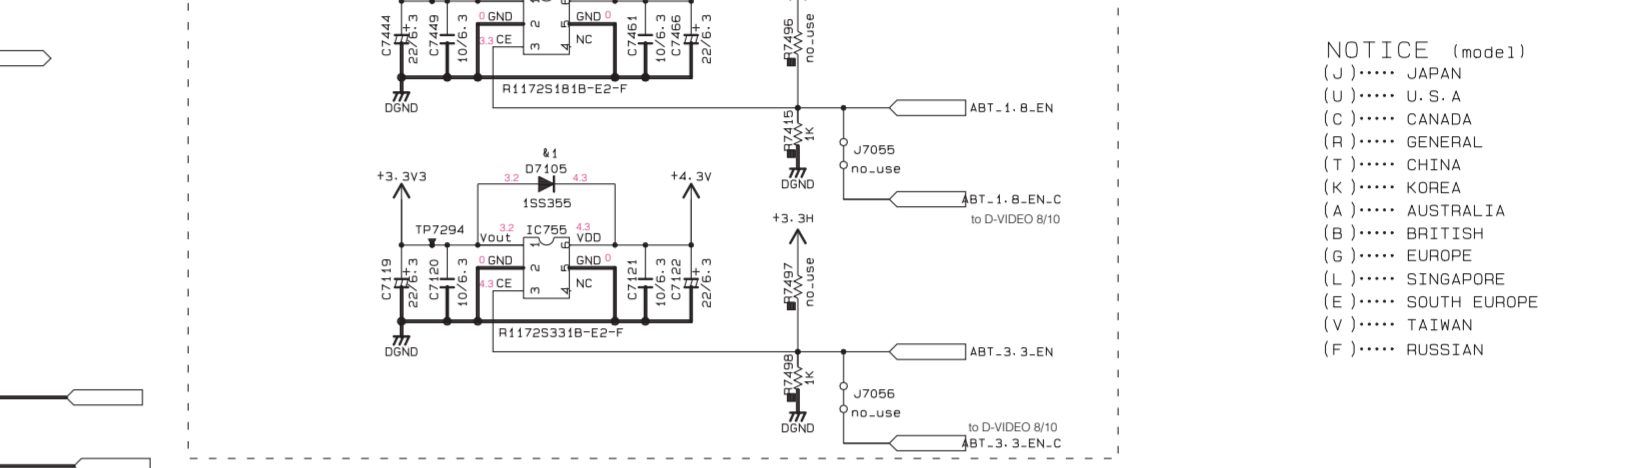 C7444
22/6.3
C7449
10/6.3
0 GND
2
3.3 CE
3
GND 0
5
NC
4
C7451
10/6.3
C7466
22/6.3
R1172S181B-E2-F
DGND
R7496
no_use
ABT_1.8_EN
R7415
1K
DGND
J7055
no_use
ABT_1.8_EN_C
to D-VIDEO 8/10
&1
D7105
3.2
4.3
1SS355
+3.3V3
+4.3V
TP7294
3.2
Vout
IC755
4.3
VDD
1
6
0 GND
2
GND 0
5
4.3 CE
3
NC
4
C7119
22/6.3
C7120
10/6.3
C7121
10/6.3
C7122
22/6.3
R1172S331B-E2-F
DGND
+3.3H
R7497
no_use
ABT_3.3_EN
R7498
1K
DGND
J7056
no_use
to D-VIDEO 8/10
ABT_3.3_EN_C
NOTICE (model)
(J)····· JAPAN
(U)····· U.S.A
(C)····· CANADA
(R)····· GENERAL
(T)····· CHINA
(K)····· KOREA
(A)····· AUSTRALIA
(B)····· BRITISH
(G)····· EUROPE
(L)····· SINGAPORE
(E)····· SOUTH EUROPE
(V)····· TAIWAN
(F)····· RUSSIAN